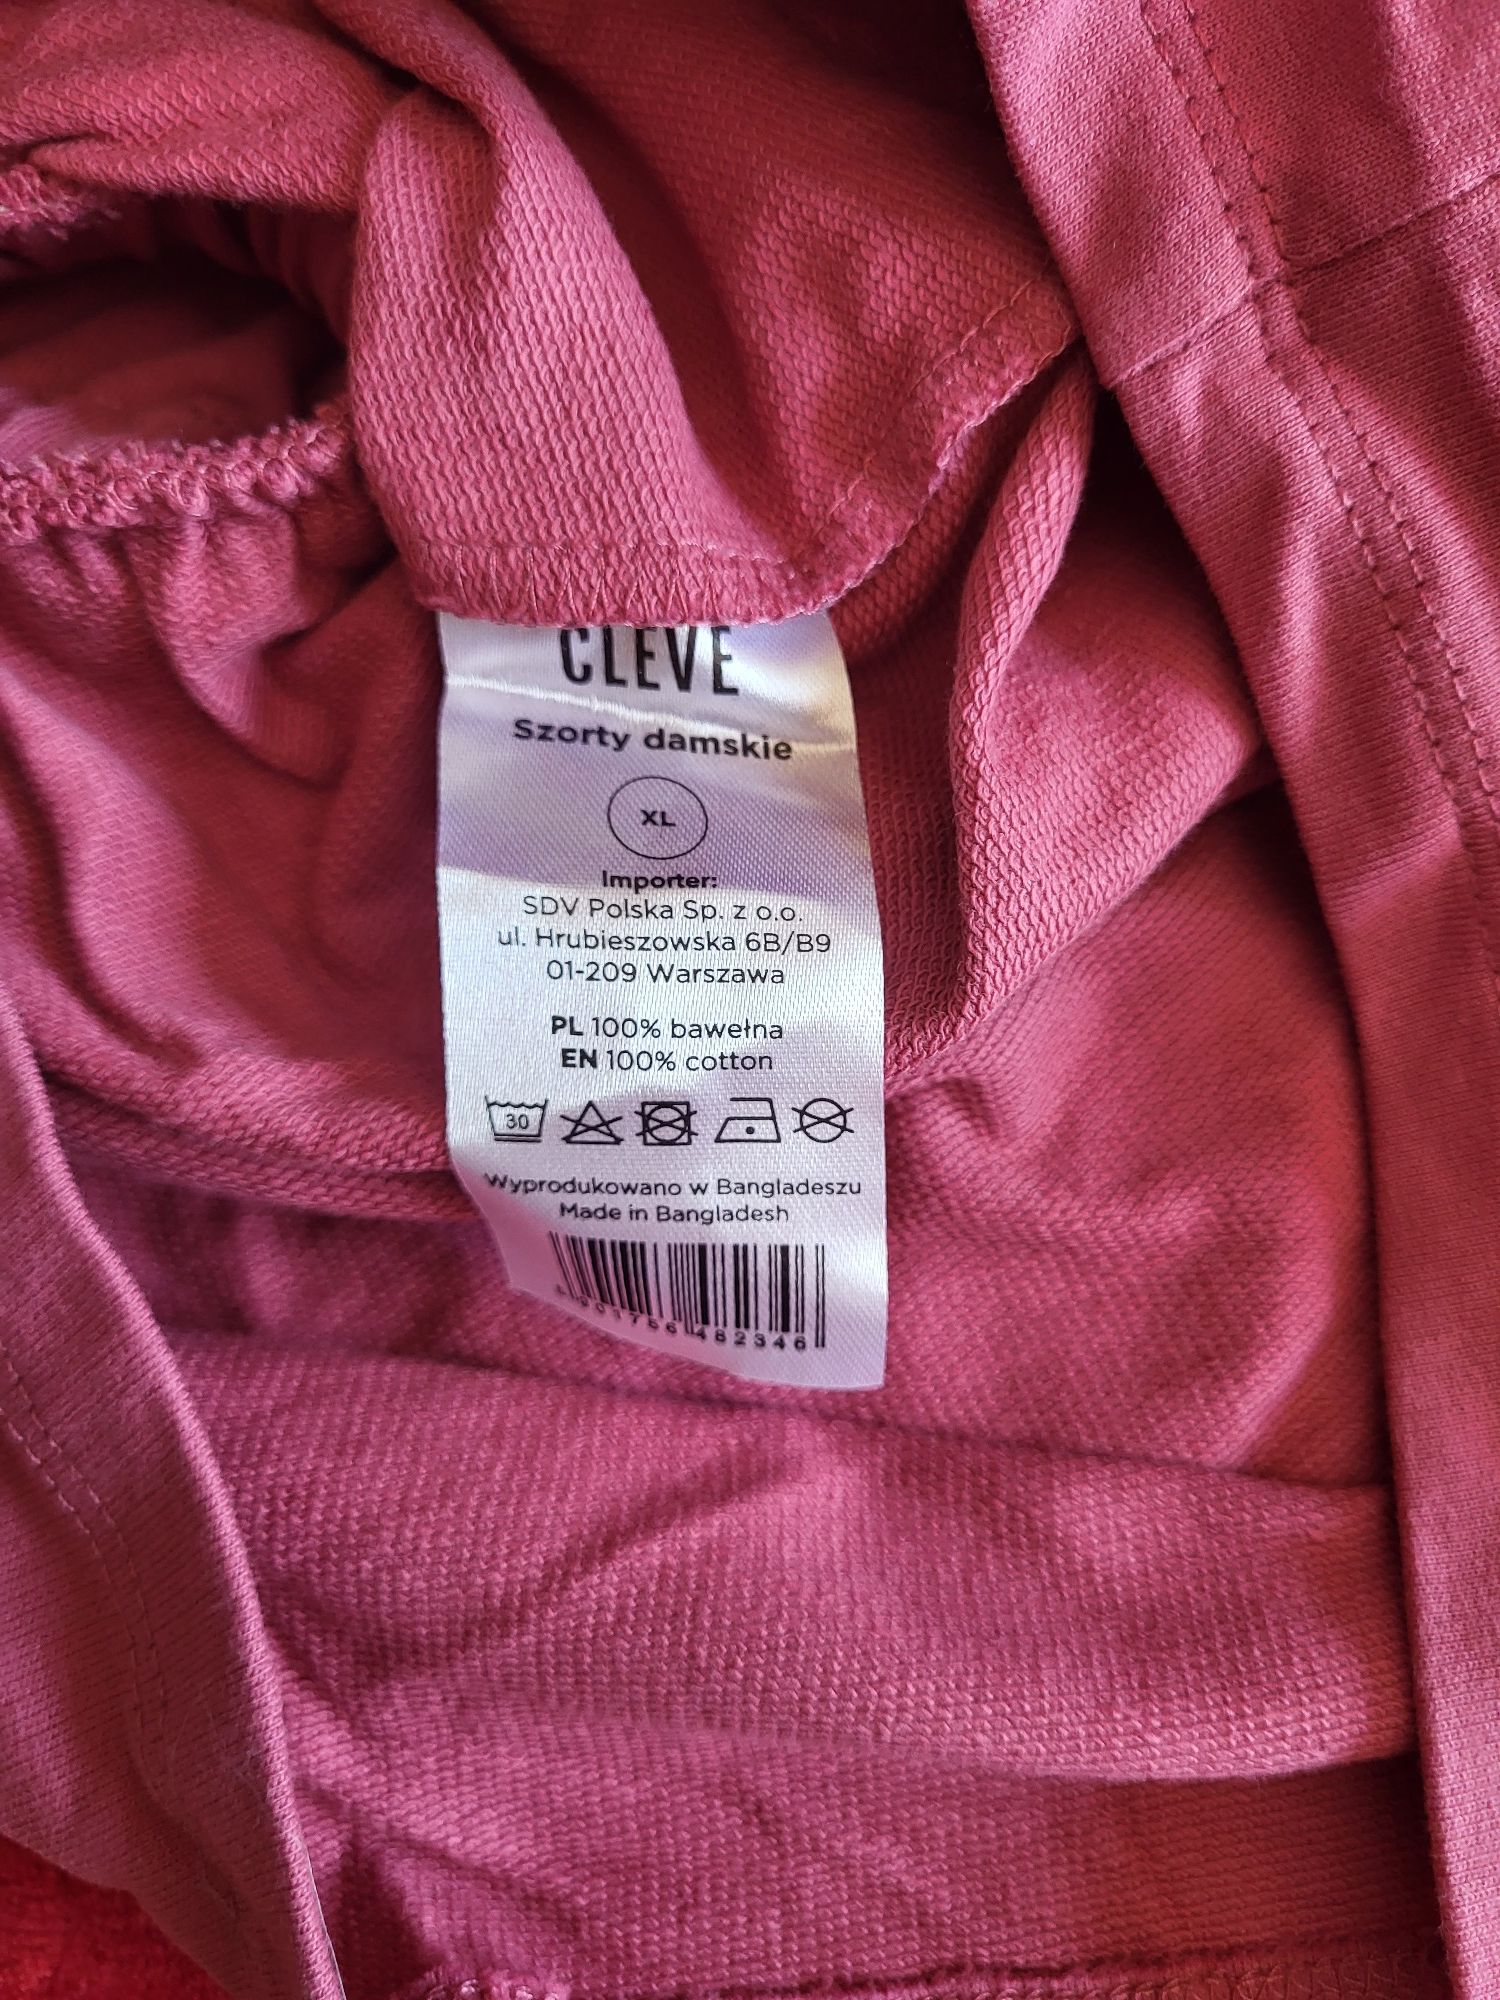 CLEVE
Szorty damskie
XL
Importer:
SDV Polska Sp. z o.o.
ul. Hrubieszowska 6B/B9
01-209 Warszawa
PL 100% bawełna
EN 100% cotton
30
Wyprodukowano w Bangladeszu
Made in Bangladesh